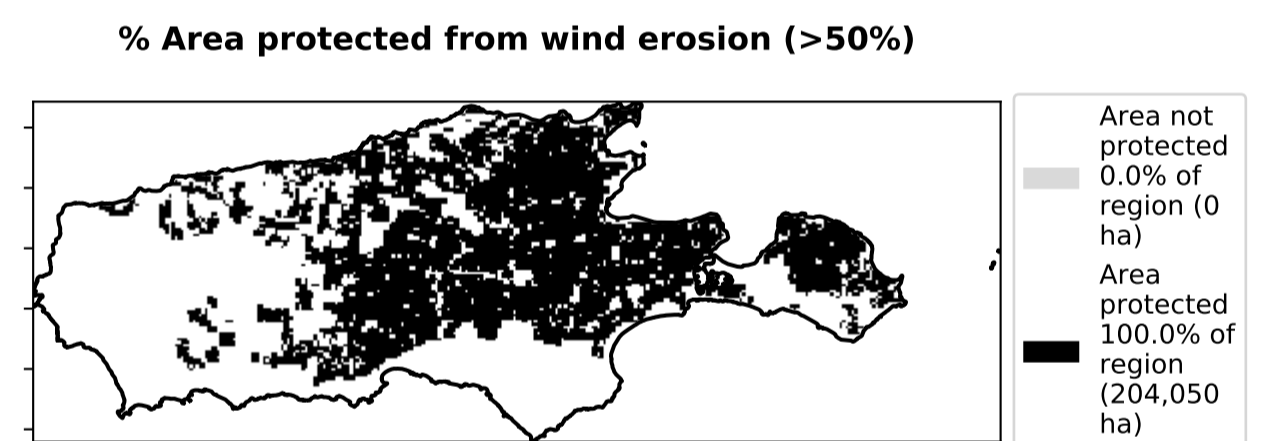 % Area protected from wind erosion (>50%)
Area not
protected
0.0% of
region (0
ha)
Area
protected
100.0% of
region
(204,050
ha)